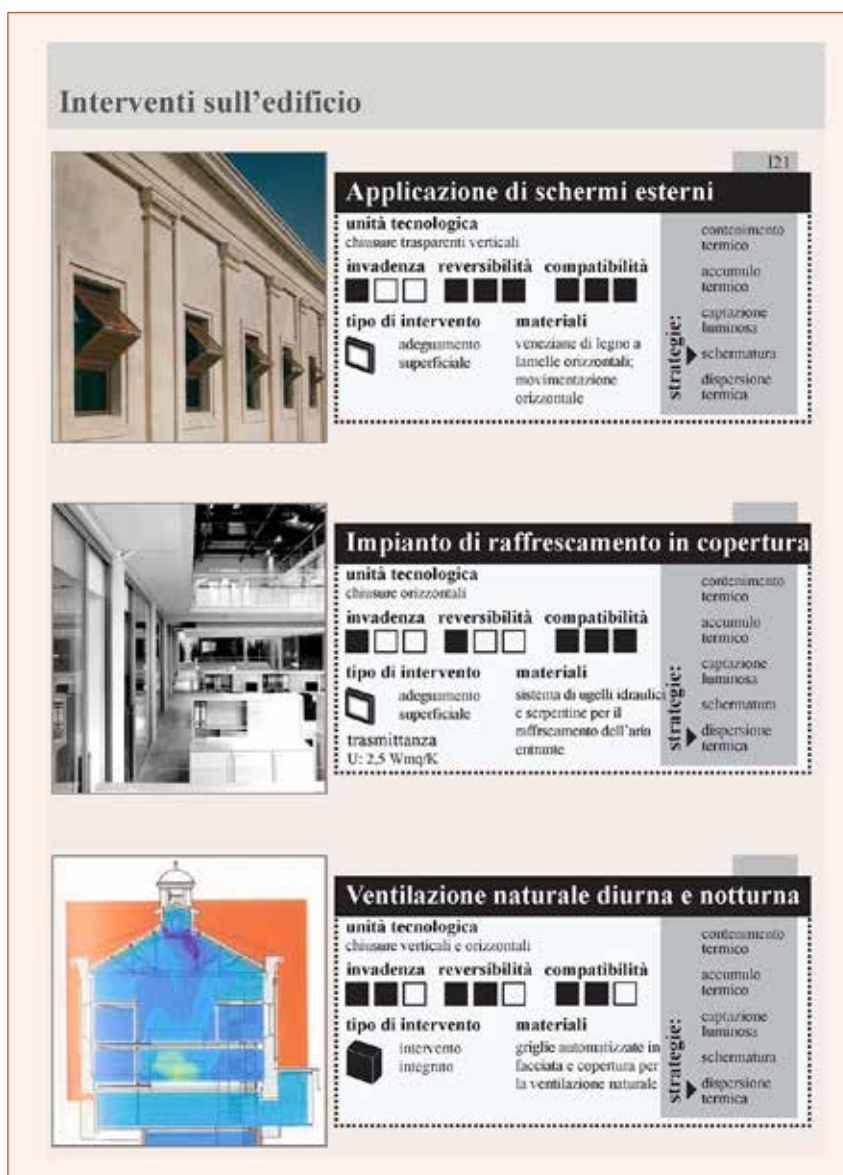 Interventi sull'edificio
121
Applicazione di schermi esterni
unità tecnologica
chiusure trasparenti verticali
invadenza reversibilità compatibilità
tipo di intervento
adeguamento
superficiale
materiali
veneziane di legno a
lamelle orizzontali;
movimentazione
orizzontale
strategie:
contenimento
termico
accumulo
termico
captazione
luminosa
schermatura
dispersione
termica
Impianto di raffrescamento in copertura
unità tecnologica
chiusure orizzontali
invadenza reversibilità compatibilità
tipo di intervento
adeguamento
superficiale
trasmittanza
U: 2,5 Wmq/K
materiali
sistema di ugelli idraulici
e serpentine per il
raffrscamento dell'aria
entrante
strategie:
contenimento
termico
accumulo
termico
captazione
luminosa
schermatura
dispersione
termica
Ventilazione naturale diurna e notturna
unità tecnologica
chiusure verticali e orizzontali
invadenza reversibilità compatibilità
tipo di intervento
intervento
integrato
materiali
griglie automatizzate in
facciata e copertura per
la ventilazione naturale
strategie:
contenimento
termico
accumulo
termico
captazione
luminosa
schermatura
dispersione
termica